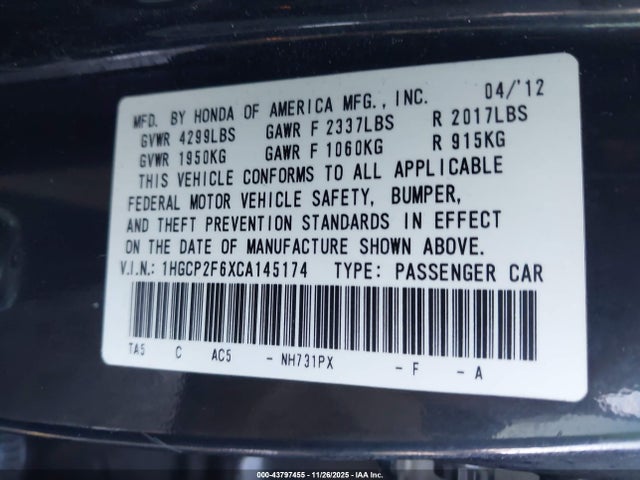 MFD. BY HONDA OF AMERICA MFG., INC. 04/'12
GVWR 4299LBS GAWR F 2337LBS R 2017LBS
GVWR 1950KG GAWR F 1060KG R 915KG
THIS VEHICLE CONFORMS TO ALL APPLICABLE
FEDERAL MOTOR VEHICLE SAFETY, BUMPER,
AND THEFT PREVENTION STANDARDS IN EFFECT
ON THE DATE OF MANUFACTURE SHOWN ABOVE.
V.I.N.: 1HGCP2F6XCA145174 TYPE: PASSENGER CAR
TA5 C AC5 - NH731PX - F - A
000-43797455 - 11/26/2025 - IAA Inc.